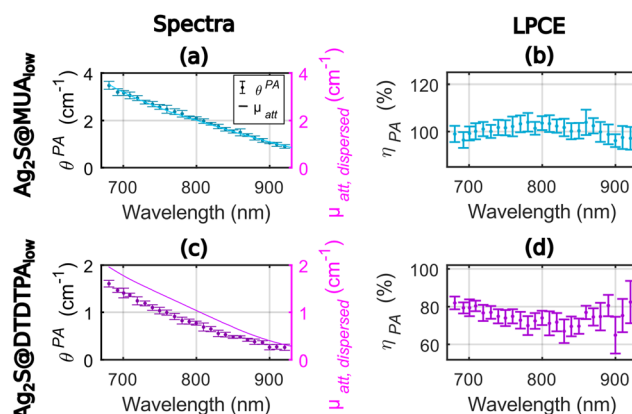 Spectra
LPCE
Ag2S@MUAlow
(a)
θ^PA (cm^-1)
4
2
0
θ^PA
μ att
4
2
0
μ att, dispersed (cm^-1)
700 800 900
Wavelength (nm)
(b)
η PA (%)
120
100
700 800 900
Wavelength (nm)
Ag2S@DTDTPAlow
(c)
θ^PA (cm^-1)
2
1
0
2
1
0
μ att, dispersed (cm^-1)
700 800 900
Wavelength (nm)
(d)
η PA (%)
100
80
60
700 800 900
Wavelength (nm)